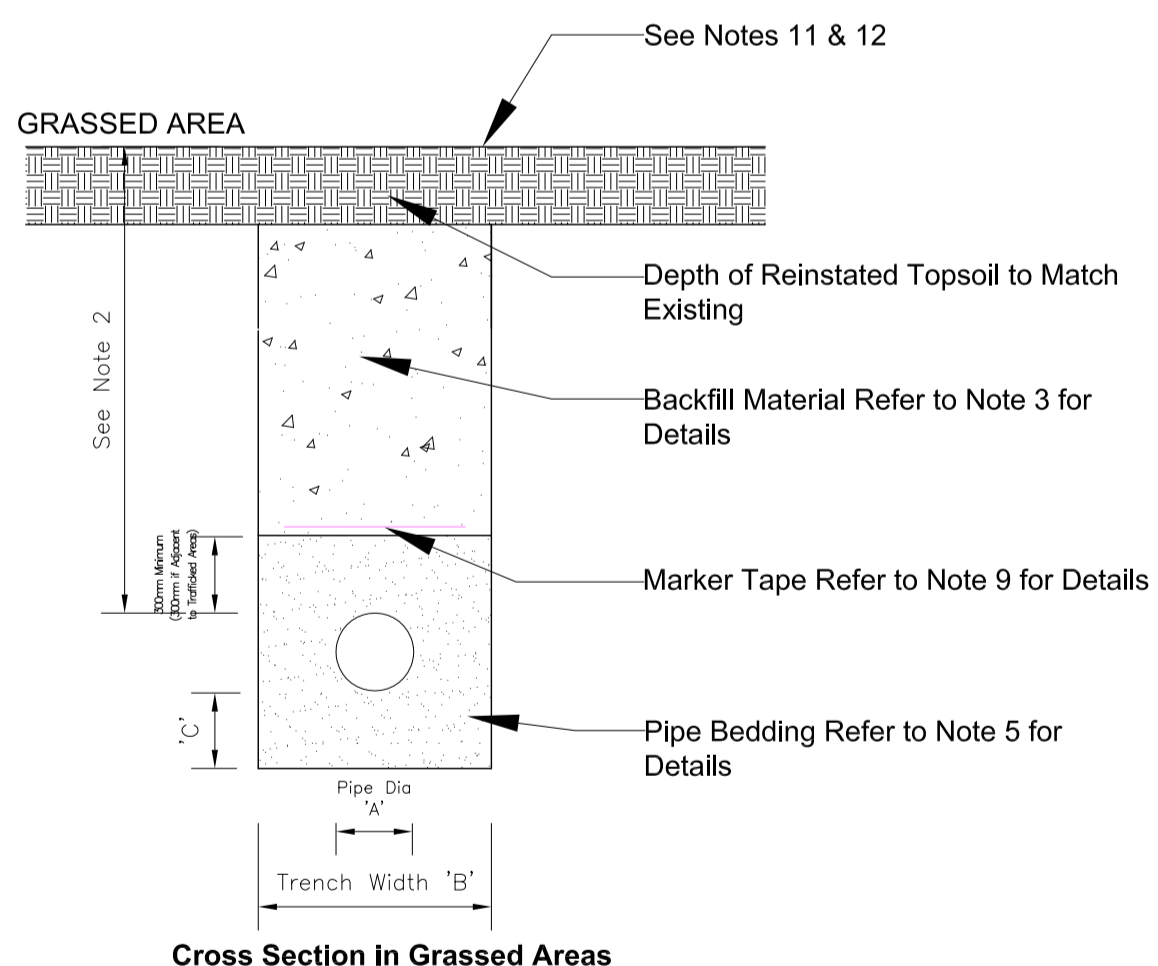 See Notes 11 & 12
GRASSED AREA
Depth of Reinstated Topsoil to Match
Existing
See Note 2
Backfill Material Refer to Note 3 for
Details
300mm Minimum
(300mm if Adjacent
to Trafficked Areas)
Marker Tape Refer to Note 9 for Details
'C'
Pipe Bedding Refer to Note 5 for
Details
Pipe Dia
'A'
Trench Width 'B'
Cross Section in Grassed Areas